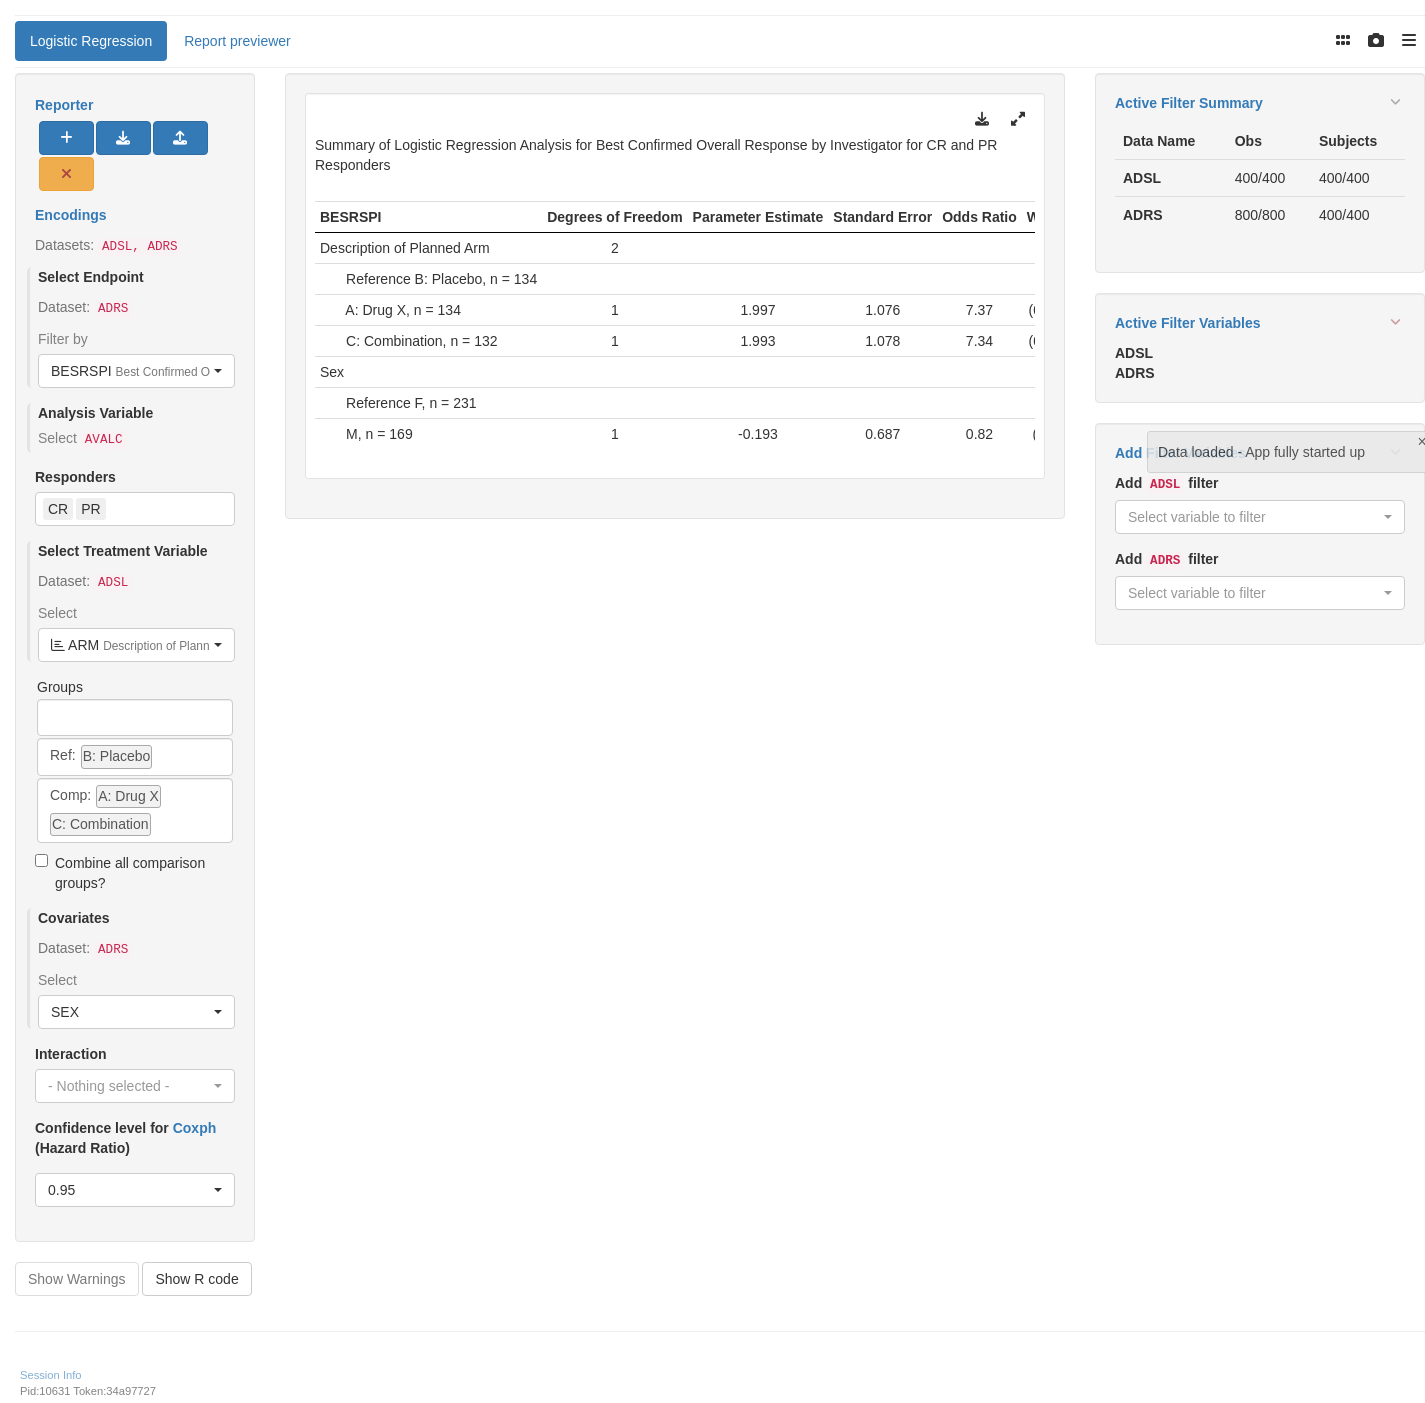 Logistic Regression
Report previewer
Reporter
Encodings
Datasets: ADSL, ADRS
Select Endpoint
Dataset: ADRS
Filter by
BESRSPI Best Confirmed O
Analysis Variable
Select AVALC
Responders
CR PR
Select Treatment Variable
Dataset: ADSL
Select
ARM Description of Plann
Groups
Ref: B: Placebo
Comp: A: Drug X
C: Combination
Combine all comparison
groups?
Covariates
Dataset: ADRS
Select
SEX
Interaction
- Nothing selected -
Confidence level for Coxph
(Hazard Ratio)
0.95
Show Warnings
Show R code
Summary of Logistic Regression Analysis for Best Confirmed Overall Response by Investigator for CR and PR
Responders
BESRSPI Degrees of Freedom Parameter Estimate Standard Error Odds Ratio W
Description of Planned Arm 2
Reference B: Placebo, n = 134
A: Drug X, n = 134 1 1.997 1.076 7.37 (
C: Combination, n = 132 1 1.993 1.078 7.34 (
Sex
Reference F, n = 231
M, n = 169 1 -0.193 0.687 0.82 (
Active Filter Summary
Data Name Obs Subjects
ADSL 400/400 400/400
ADRS 800/800 400/400
Active Filter Variables
ADSL
ADRS
Add
Data loaded - App fully started up
×
Add ADSL filter
Select variable to filter
Add ADRS filter
Select variable to filter
Session Info
Pid:10631 Token:34a97727